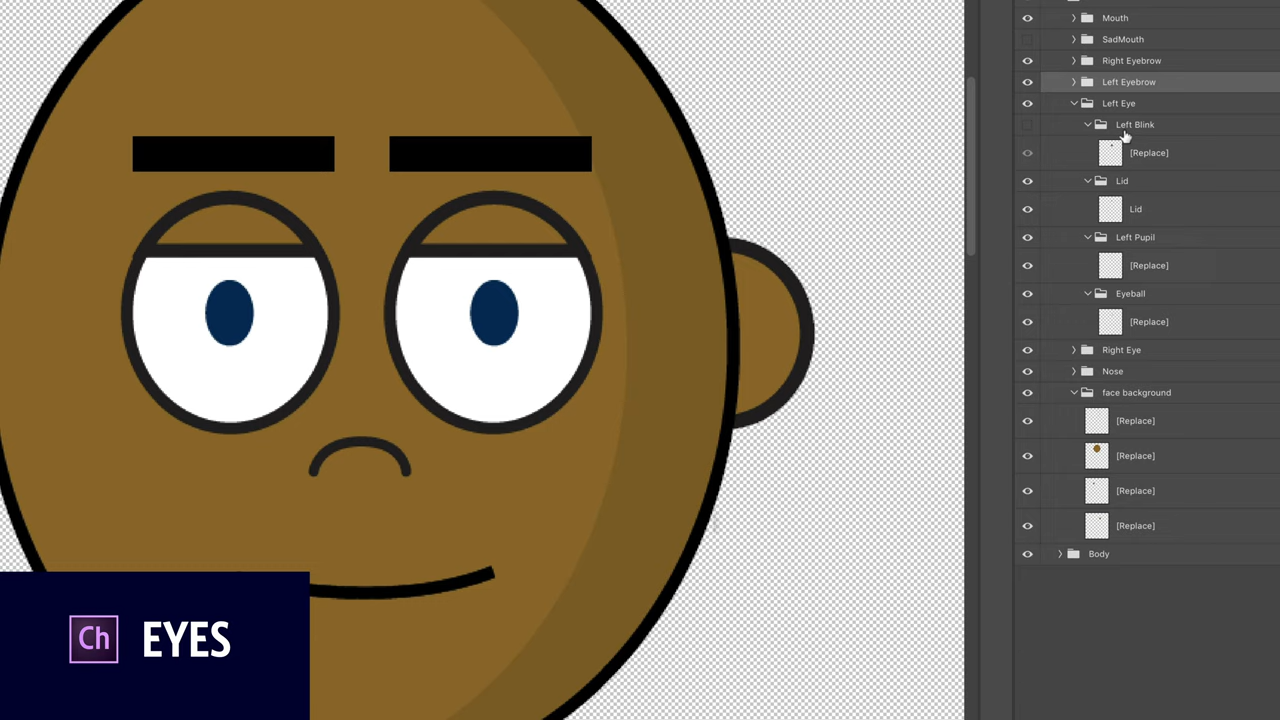 Mouth
SadMouth
Right Eyebrow
Left Eyebrow
Left Eye
Left Blink
[Replace]
Lid
Lid
Left Pupil
[Replace]
Eyeball
[Replace]
Right Eye
Nose
face background
[Replace]
[Replace]
[Replace]
[Replace]
Body
Ch EYES